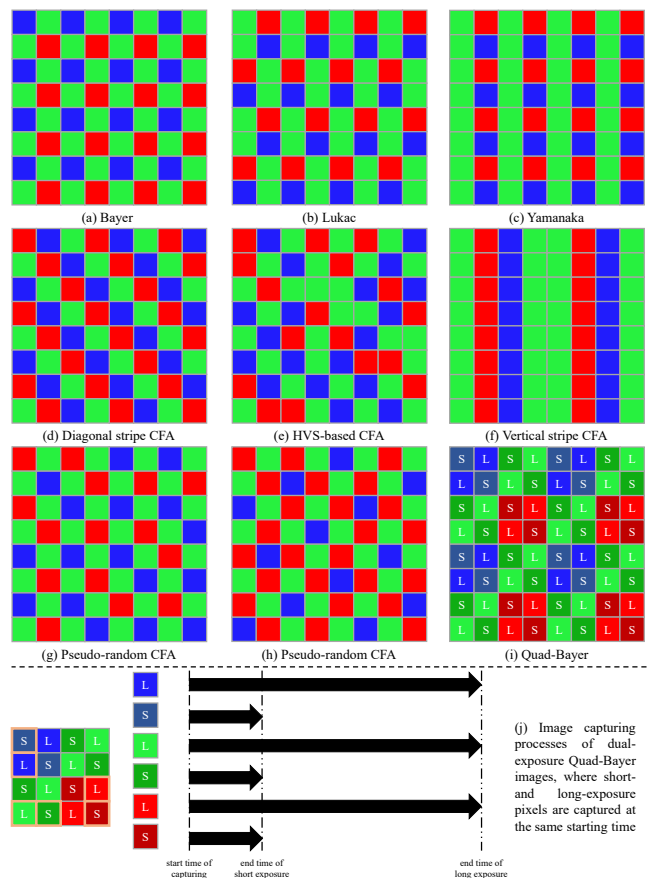 (a) Bayer
(b) Lukac
(c) Yamanaka
(d) Diagonal stripe CFA
(e) HVS-based CFA
(f) Vertical stripe CFA
S L S L S L S L
L S L S L S L S
S L S L S L S L
L S L S L S L S
S L S L S L S L
L S L S L S L S
S L S L S L S L
L S L S L S L S
(g) Pseudo-random CFA
(h) Pseudo-random CFA
(i) Quad-Bayer
S L S L
L S L S
S L S L
L S L S
L
S
L
S
L
S
start time of
capturing
end time of
short exposure
end time of
long exposure
(j) Image capturing
processes of dual-
exposure Quad-Bayer
images, where short-
and long-exposure
pixels are captured at
the same starting time